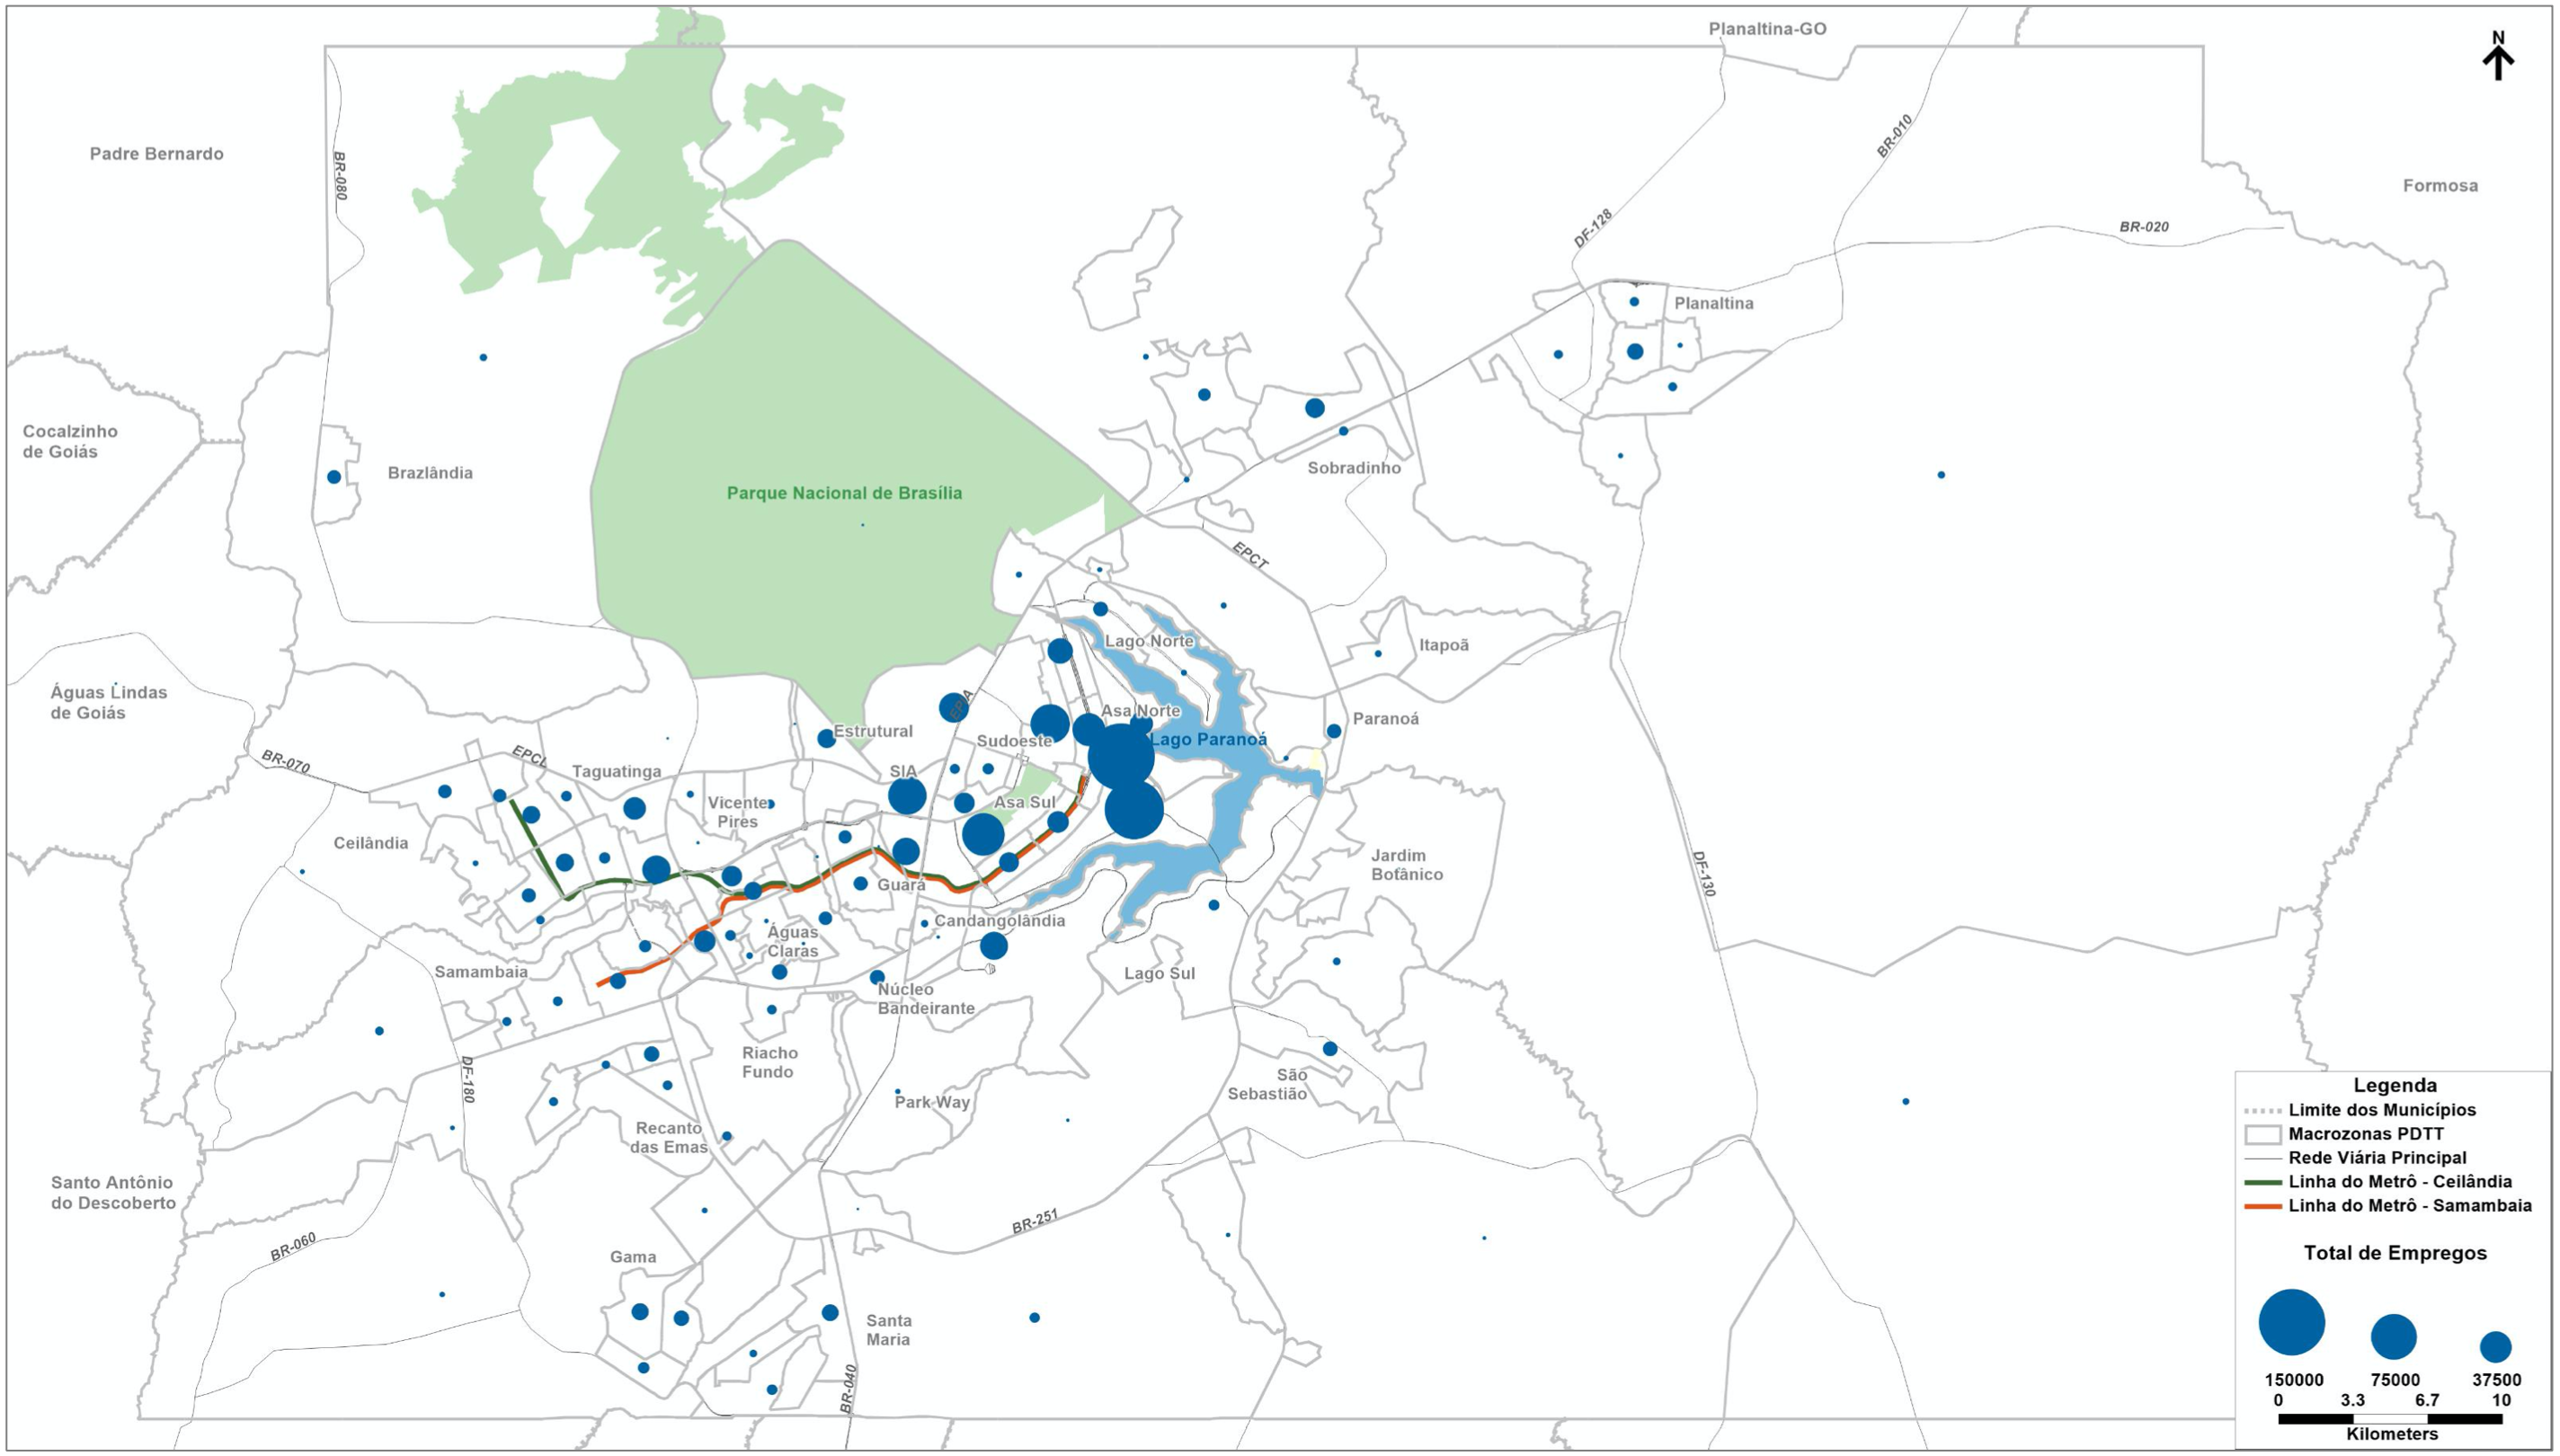 Planaltina-GO
N
Padre Bernardo
BR-080
BR-010
Formosa
DF-128
BR-020
Planaltina
Cocalzinho
de Goiás
Brazlândia
Sobradinho
Parque Nacional de Brasília
EPCT
Lago Norte
Itapoã
Águas Lindas
de Goiás
EPIA
Asa Norte
Paranoá
Estrutural
Sudoeste
Lago Paranoá
BR-070
EPCL
Taguatinga
SIA
Vicente
Pires
Asa Sul
Ceilândia
Jardim
Botânico
DF-130
Guará
Candangolândia
Águas
Claras
Samambaia
Lago Sul
Núcleo
Bandeirante
DF-180
Riacho
Fundo
São
Sebastião
Park Way
Recanto
das Emas
Santo Antônio
do Descoberto
BR-060
BR-251
Gama
Santa
Maria
BR-040
Legenda
Limite dos Municípios
Macrozonas PDTT
Rede Viária Principal
Linha do Metrô - Ceilândia
Linha do Metrô - Samambaia
Total de Empregos
150000 75000 37500
0 3.3 6.7 10
Kilometers